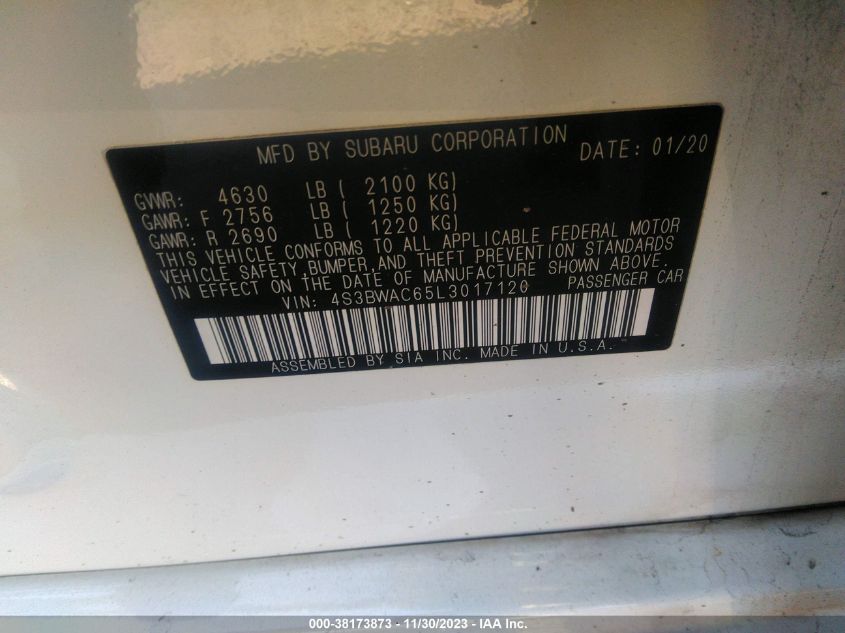 MFD BY SUBARU CORPORATION DATE: 01/20
GVWR: 4630 LB ( 2100 KG)
GAWR: F 2756 LB ( 1250 KG)
GAWR: R 2690 LB ( 1220 KG)
THIS VEHICLE CONFORMS TO ALL APPLICABLE FEDERAL MOTOR
VEHICLE SAFETY,BUMPER,AND THEFT PREVENTION STANDARDS
IN EFFECT ON THE DATE OF MANUFACTURE SHOWN ABOVE.
VIN: 4S3BWAC65L3017120 PASSENGER CAR
ASSEMBLED BY SIA INC. MADE IN U.S.A.
000-38173873 - 11/30/2023 - IAA Inc.